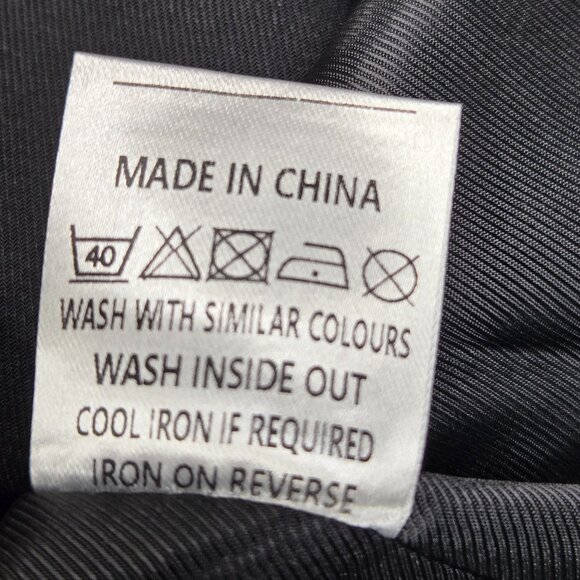 MADE IN CHINA
40
WASH WITH SIMILAR COLOURS
WASH INSIDE OUT
COOL IRON IF REQUIRED
IRON ON REVERSE